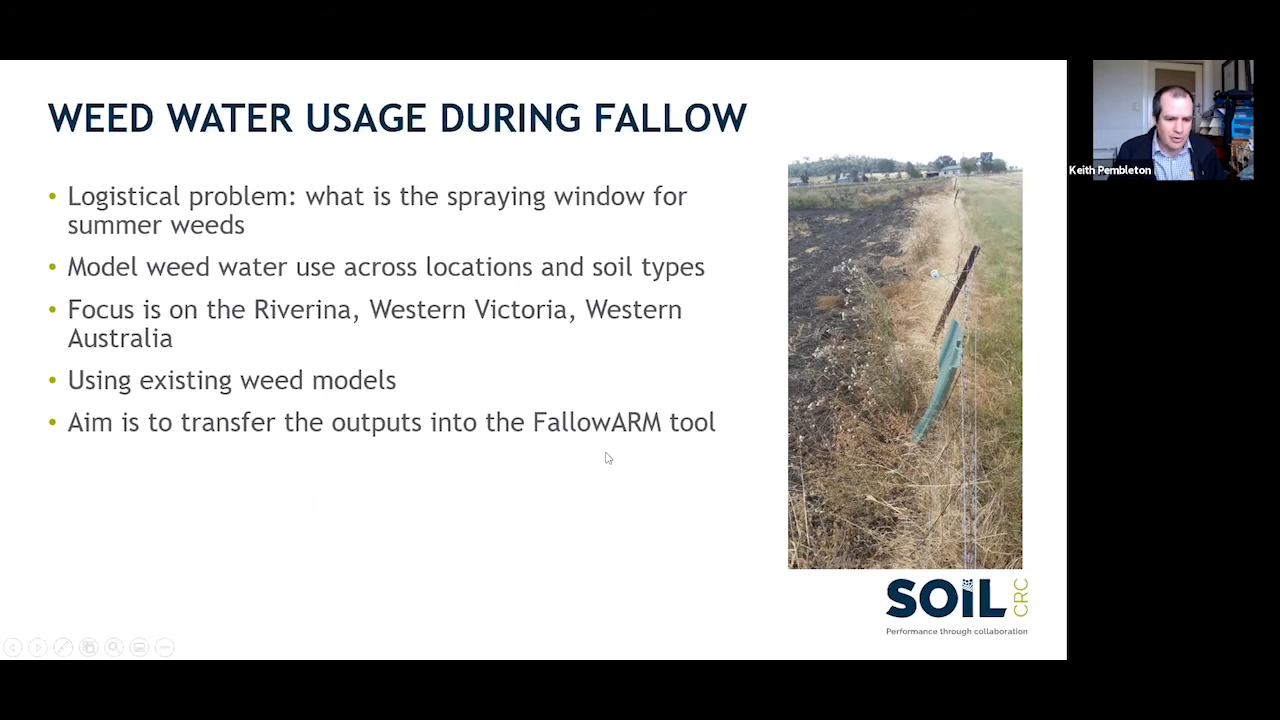 WEED WATER USAGE DURING FALLOW
• Logistical problem: what is the spraying window for
summer weeds
• Model weed water use across locations and soil types
• Focus is on the Riverina, Western Victoria, Western
Australia
• Using existing weed models
• Aim is to transfer the outputs into the FallowARM tool
Keith Pembleton
SOIL CRC
Performance through collaboration